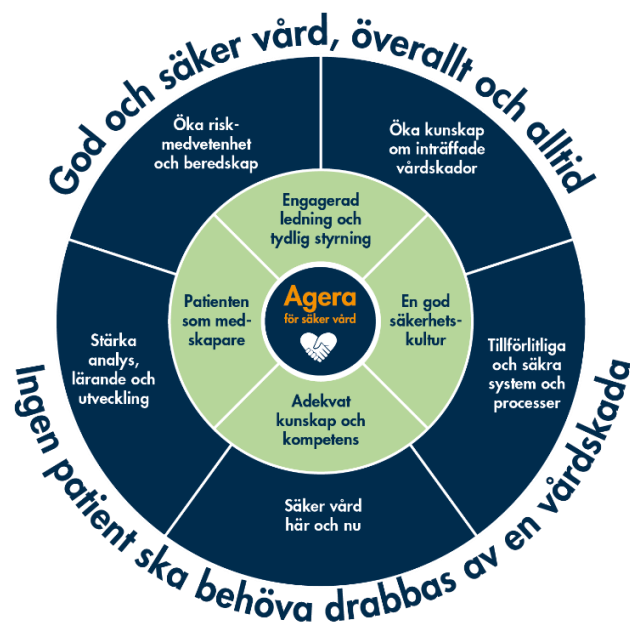 God och säker vård, överallt och alltid
Öka risk-
medvetenhet
och beredskap
Öka kunskap
om inträffade
vårdskador
Engagerad
ledning och
tydlig styrning
Patienten
som med-
skapare
Agera
för säker vård
En god
säkerhets-
kultur
Stärka
analys,
lärande och
utveckling
Tillförlitliga
och säkra
system och
processer
Adekvat
kunskap och
kompetens
Säker vård
här och nu
Ingen patient ska behöva drabbas av en vårdskada